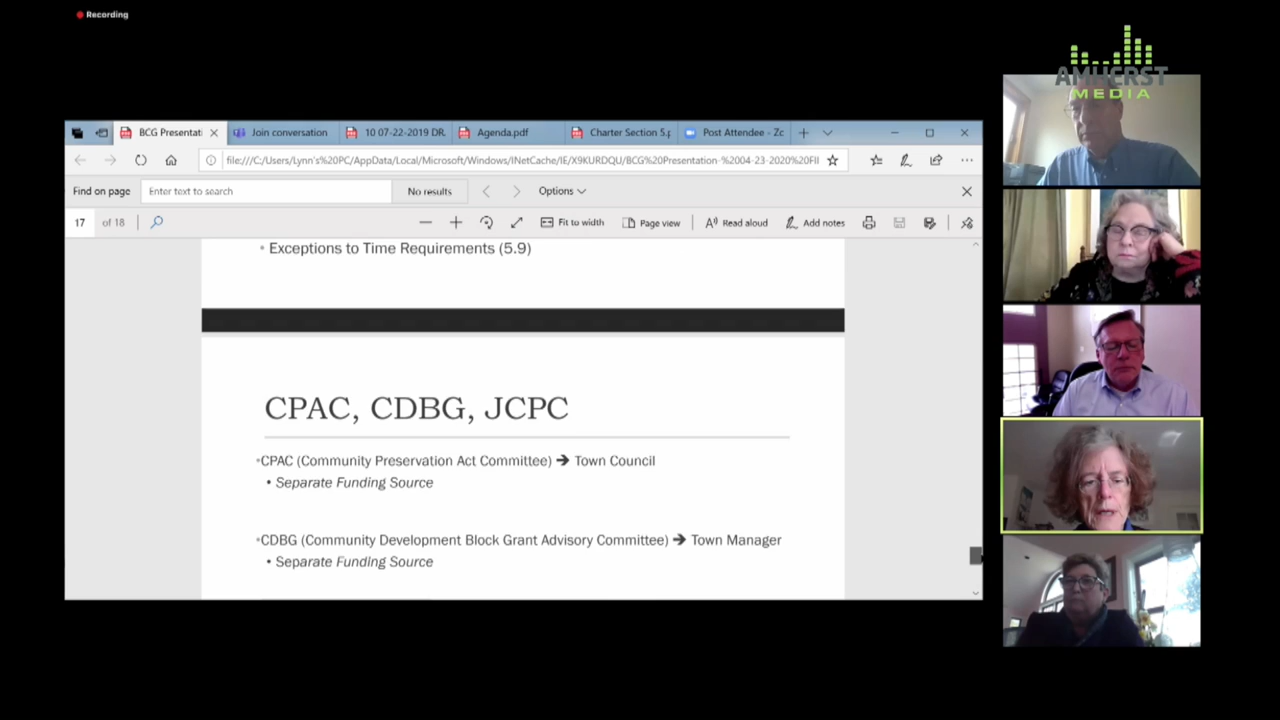 Recording
AMHERST
MEDIA
BCG Presentati
Join conversation
10 07-22-2019 DR.
Agenda.pdf
Charter Section 5.p
Post Attendee - Zc
file:///C:/Users/Lynn's%20PC/AppData/Local/Microsoft/Windows/INetCache/IE/X9KURDQU/BCG%20Presentation-%2004-23-2020%20FII
Find on page
Enter text to search
No results
Options
17 of 18
Fit to width
Page view
Read aloud
Add notes
• Exceptions to Time Requirements (5.9)
CPAC, CDBG, JCPC
•CPAC (Community Preservation Act Committee) ➔ Town Council
• Separate Funding Source
•CDBG (Community Development Block Grant Advisory Committee) ➔ Town Manager
• Separate Funding Source